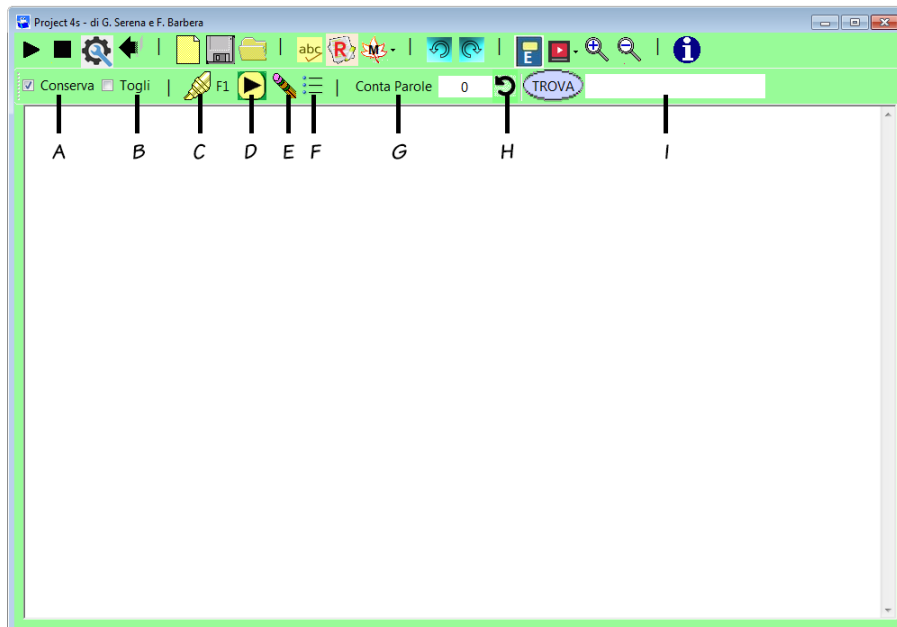 Project 4s - di G. Serena e F. Barbera
abc R M E
Conserva Togli F1 Conta Parole 0 TROVA
A B C D E F G H I